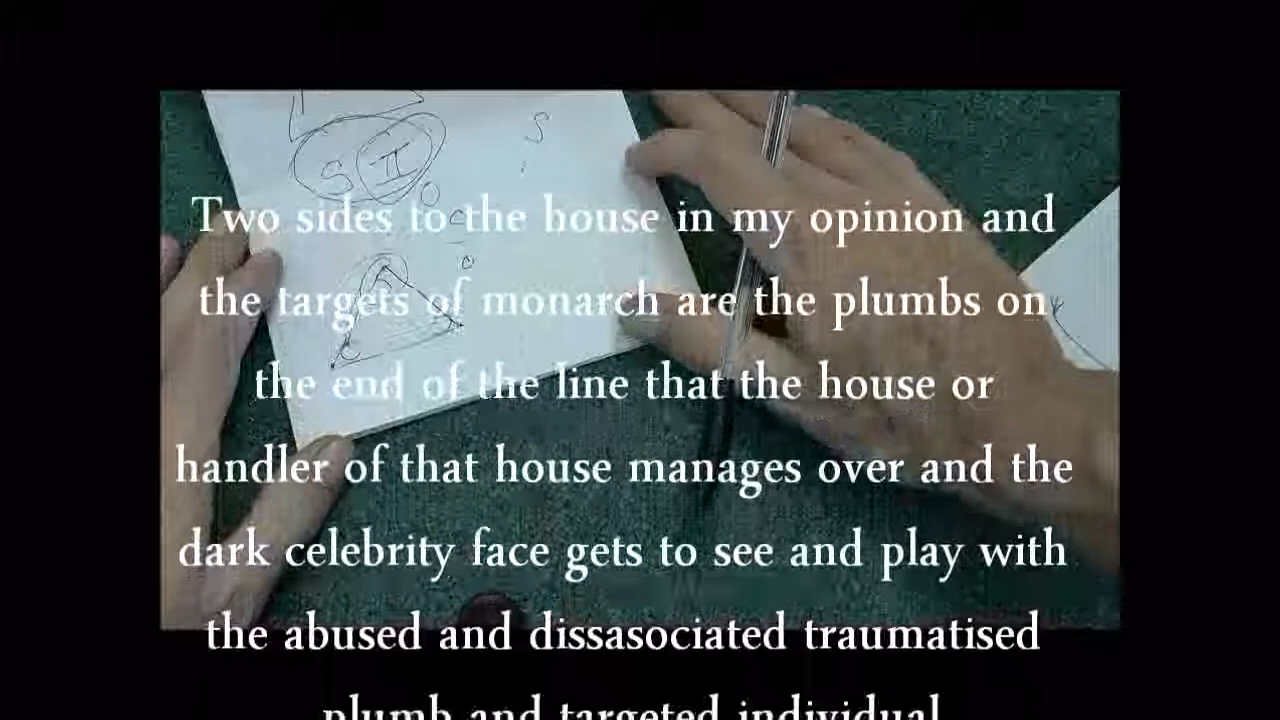 S
S II
O
C
Two sides to the house in my opinion and
the targets of monarch are the plumbs on
the end of the line that the house or
handler of that house manages over and the
dark celebrity face gets to see and play with
the abused and dissasociated traumatised
plumb and targeted individual